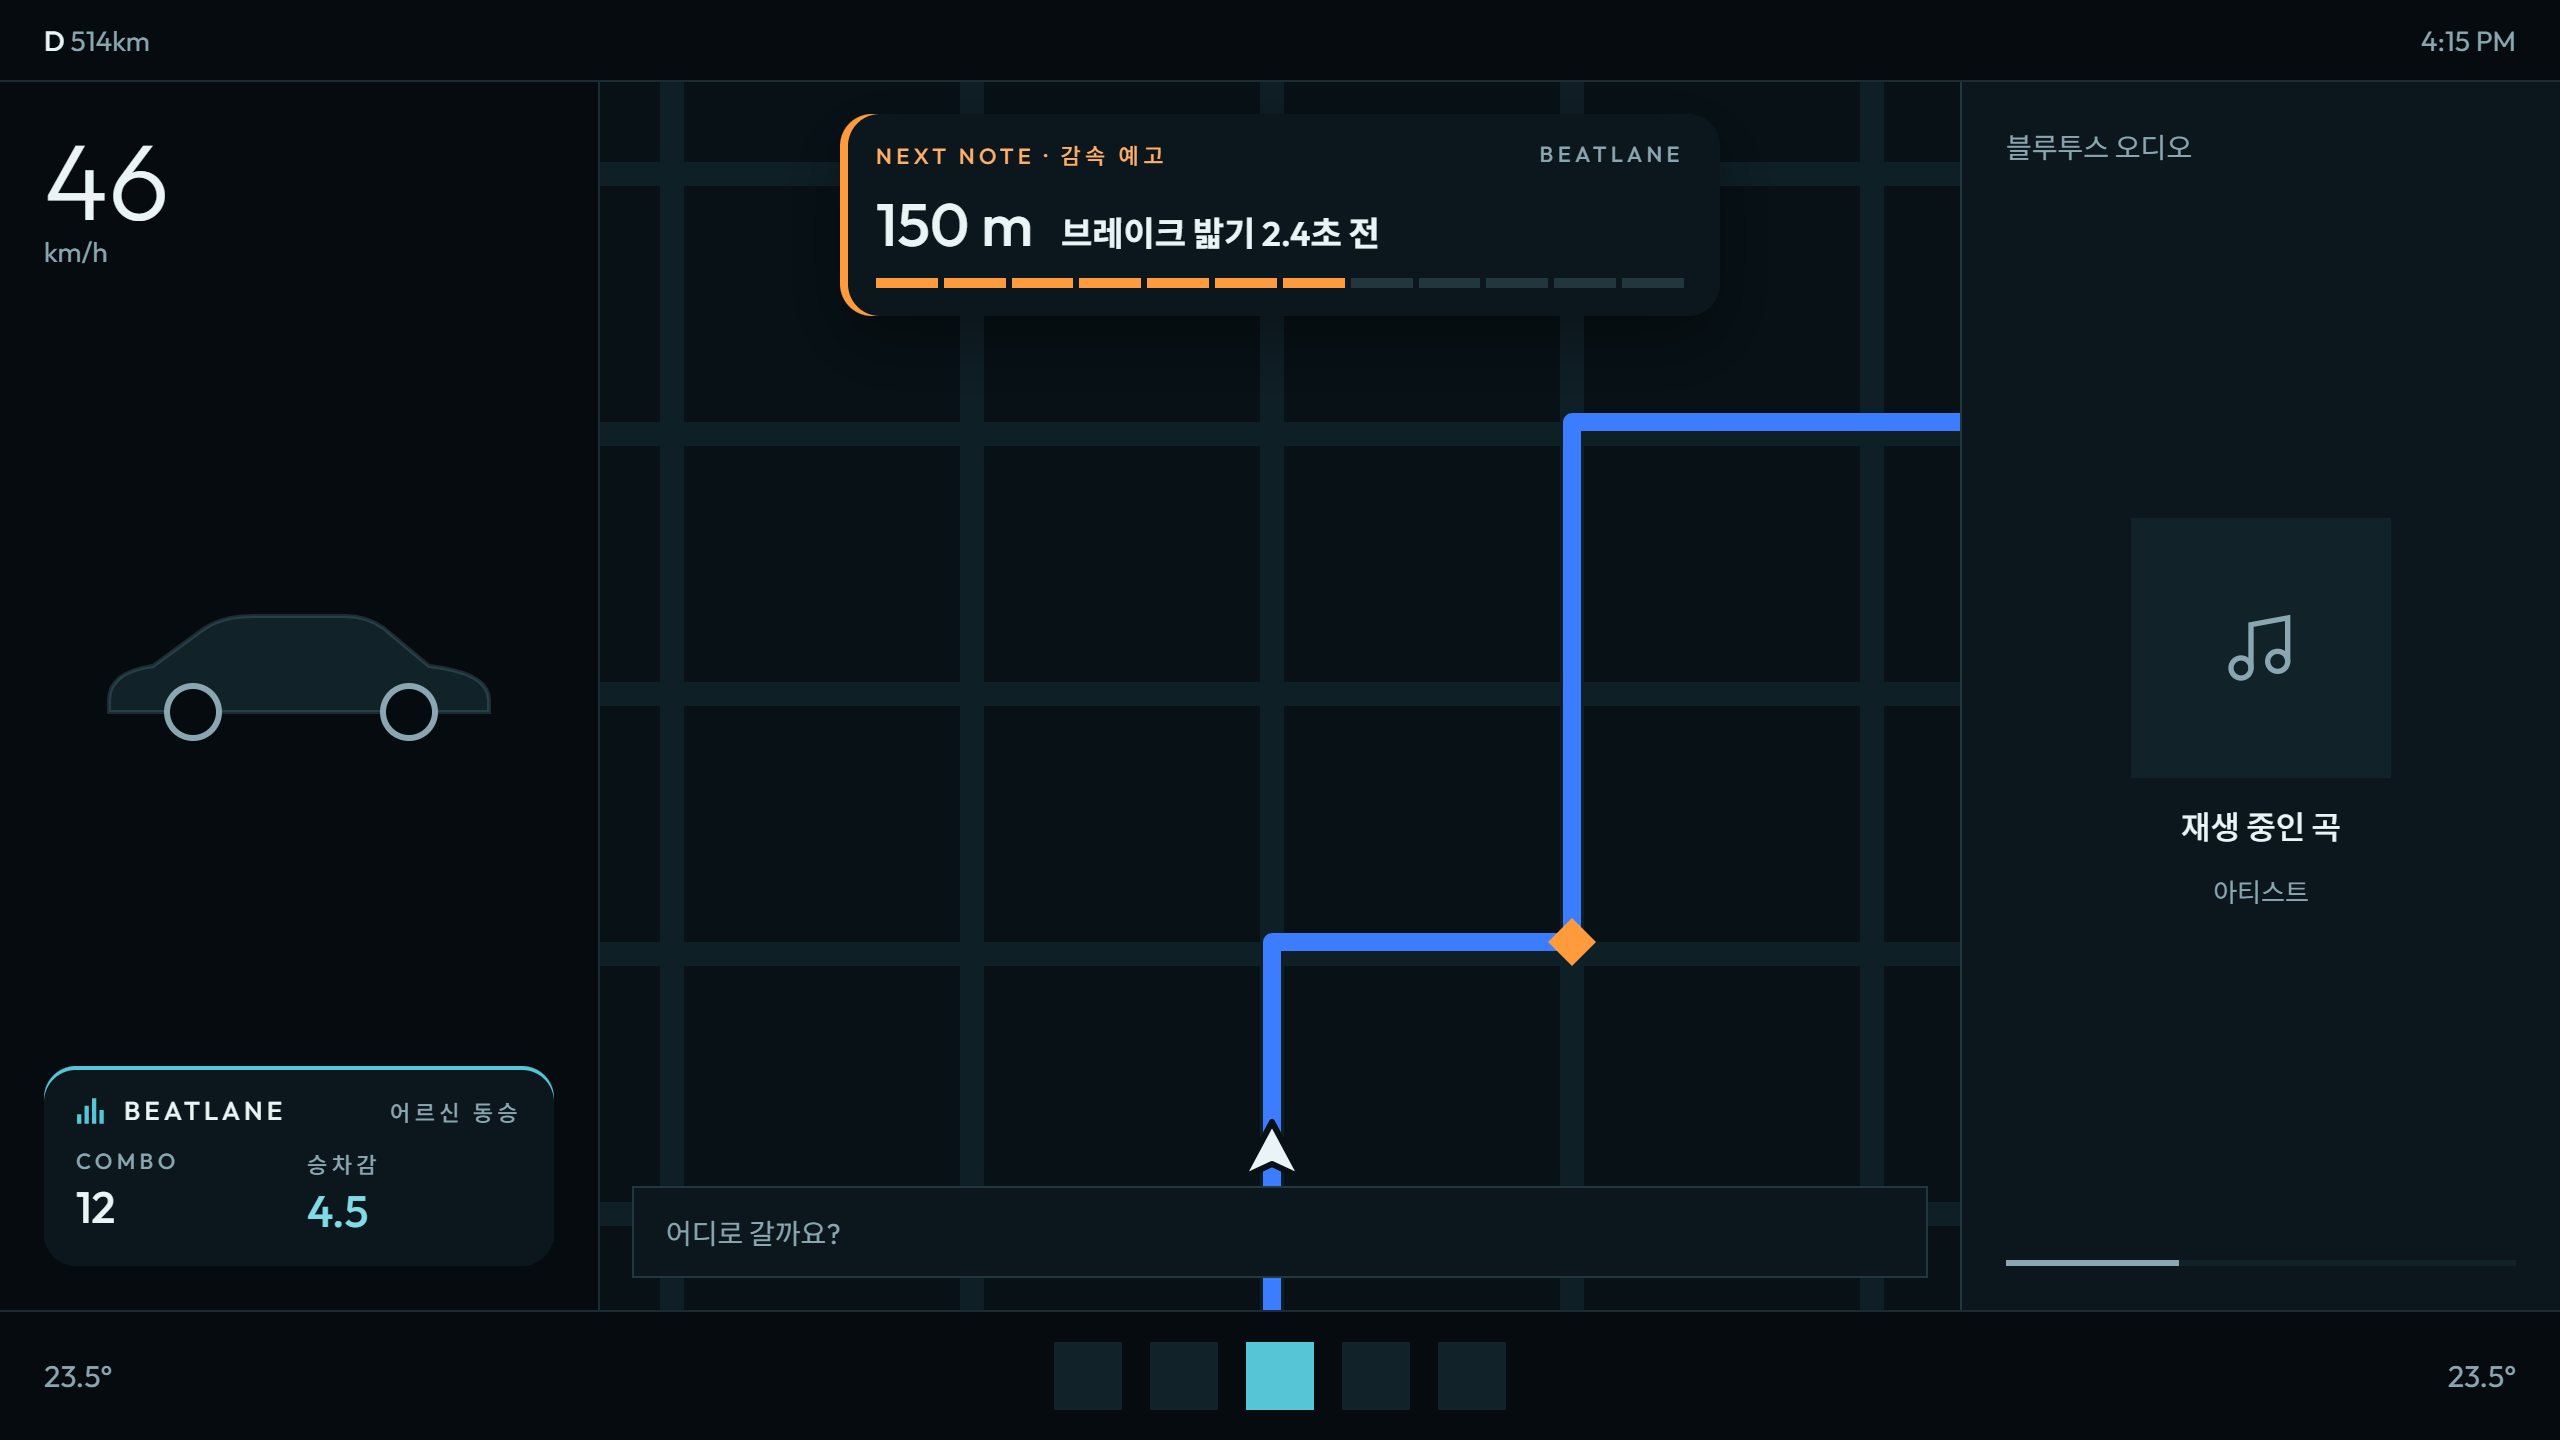 D 514km
4:15 PM
46
km/h
NEXT NOTE · 감속 예고
BEATLANE
150 m 브레이크 밟기 2.4초 전
블루투스 오디오
재생 중인 곡
아티스트
BEATLANE
어르신 동승
COMBO
12
승차감
4.5
어디로 갈까요?
23.5°
23.5°